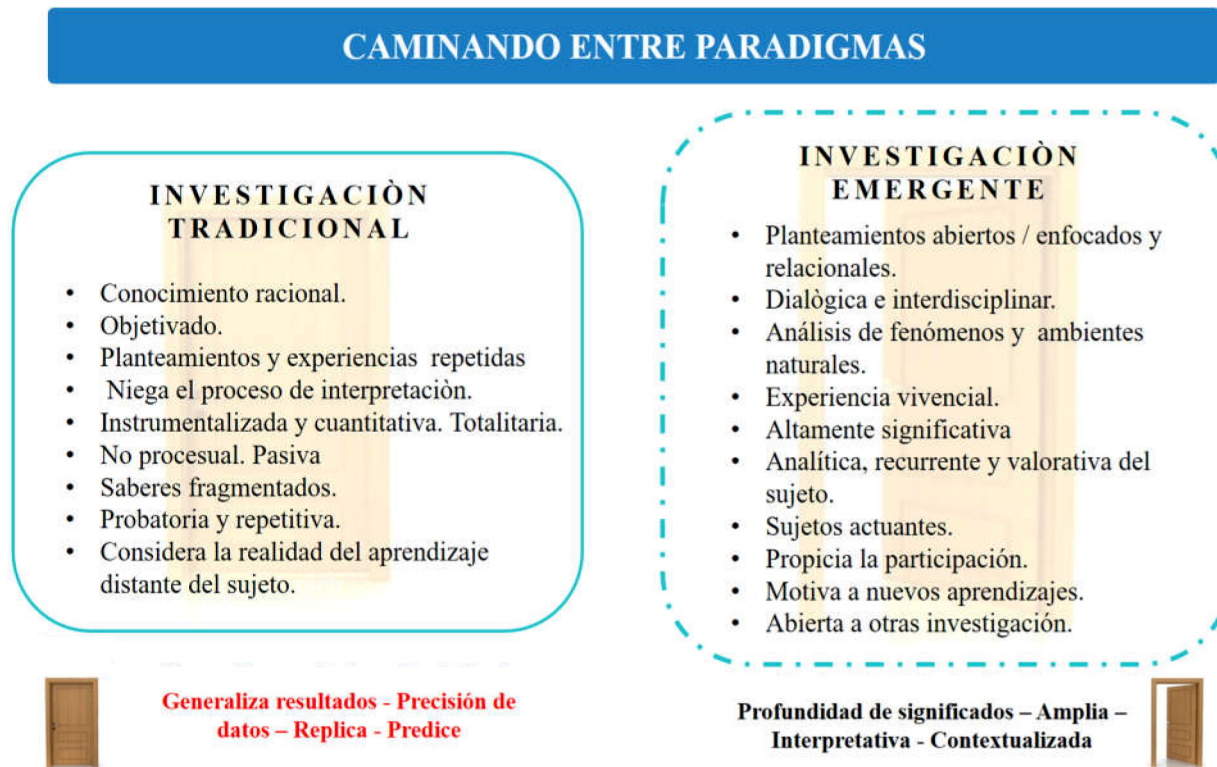 CAMINANDO ENTRE PARADIGMAS
INVESTIGACIÒN
TRADICIONAL
• Conocimiento racional.
• Objetivado.
• Planteamientos y experiencias repetidas
• Niega el proceso de interpretaciòn.
• Instrumentalizada y cuantitativa. Totalitaria.
• No procesual. Pasiva
• Saberes fragmentados.
• Probatoria y repetitiva.
• Considera la realidad del aprendizaje
distante del sujeto.
Generaliza resultados - Precisión de
datos – Replica - Predice
INVESTIGACIÒN
EMERGENTE
• Planteamientos abiertos / enfocados y
relacionales.
• Dialògica e interdisciplinar.
• Análisis de fenómenos y ambientes
naturales.
• Experiencia vivencial.
• Altamente significativa
• Analítica, recurrente y valorativa del
sujeto.
• Sujetos actuantes.
• Propicia la participación.
• Motiva a nuevos aprendizajes.
• Abierta a otras investigación.
Profundidad de significados – Amplia –
Interpretativa - Contextualizada